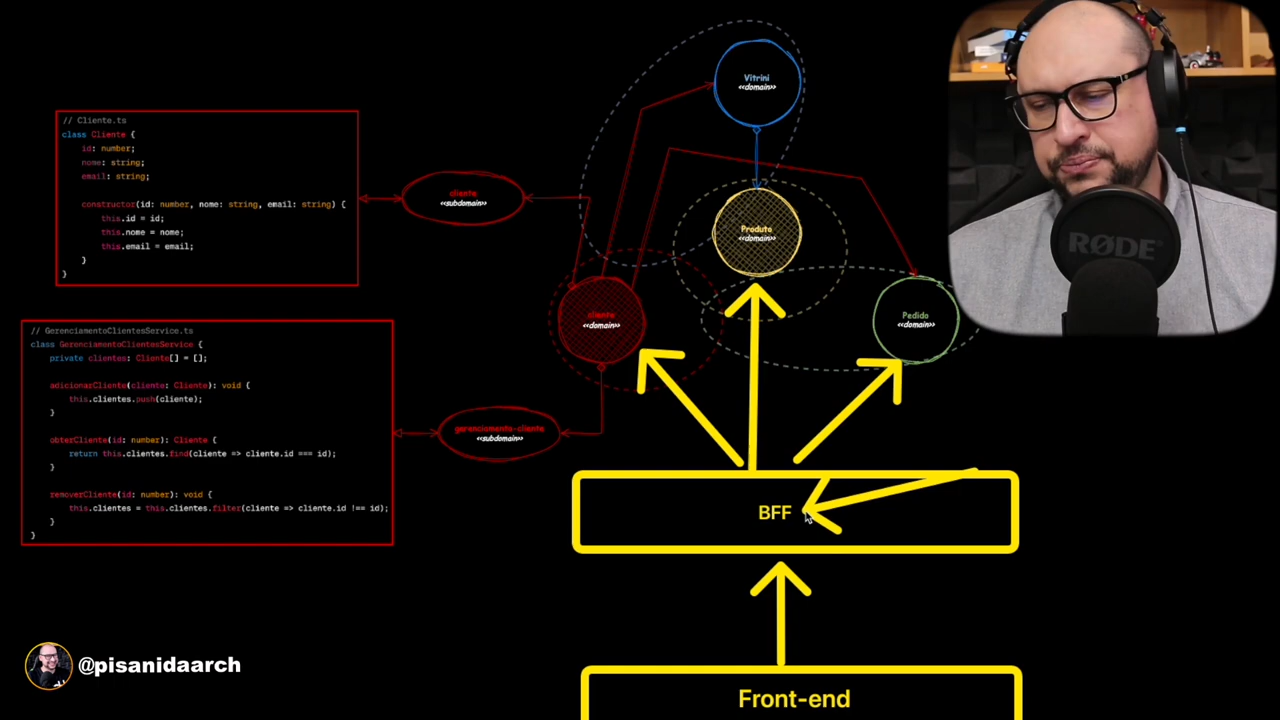 // Cliente.ts
class Cliente {
id: number;
nome: string;
email: string;
constructor(id: number, nome: string, email: string) {
this.id = id;
this.nome = nome;
this.email = email;
}
}
// GerenciamentoClientesService.ts
class GerenciamentoClientesService {
private clientes: Cliente[] = [];
adicionarCliente(cliente: Cliente): void {
this.clientes.push(cliente);
}
obterCliente(id: number): Cliente {
return this.clientes.find(cliente => cliente.id === id);
}
removerCliente(id: number): void {
this.clientes = this.clientes.filter(cliente => cliente.id !== id);
}
}
cliente
<<subdomain>>
gerenciamento-cliente
<<subdomain>>
Vitrini
<<domain>>
Produto
<<domain>>
cliente
<<domain>>
Pedido
<<domain>>
BFF
Front-end
RØDE
@pisanidaarch